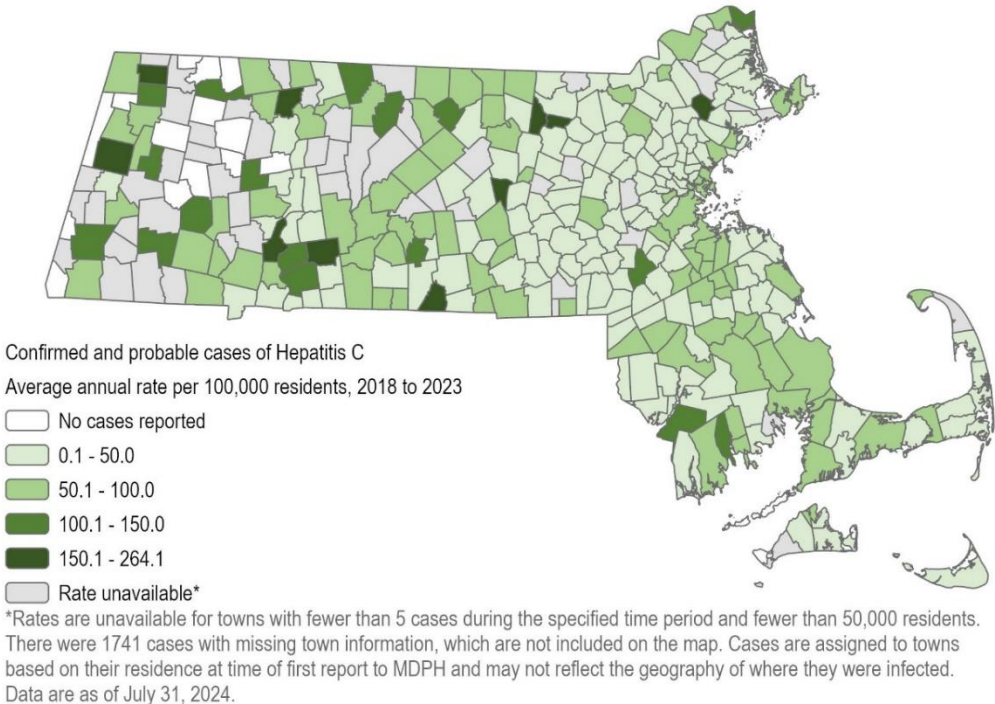 Confirmed and probable cases of Hepatitis C
Average annual rate per 100,000 residents, 2018 to 2023
No cases reported
0.1 - 50.0
50.1 - 100.0
100.1 - 150.0
150.1 - 264.1
Rate unavailable*
*Rates are unavailable for towns with fewer than 5 cases during the specified time period and fewer than 50,000 residents.
There were 1741 cases with missing town information, which are not included on the map. Cases are assigned to towns
based on their residence at time of first report to MDPH and may not reflect the geography of where they were infected.
Data are as of July 31, 2024.